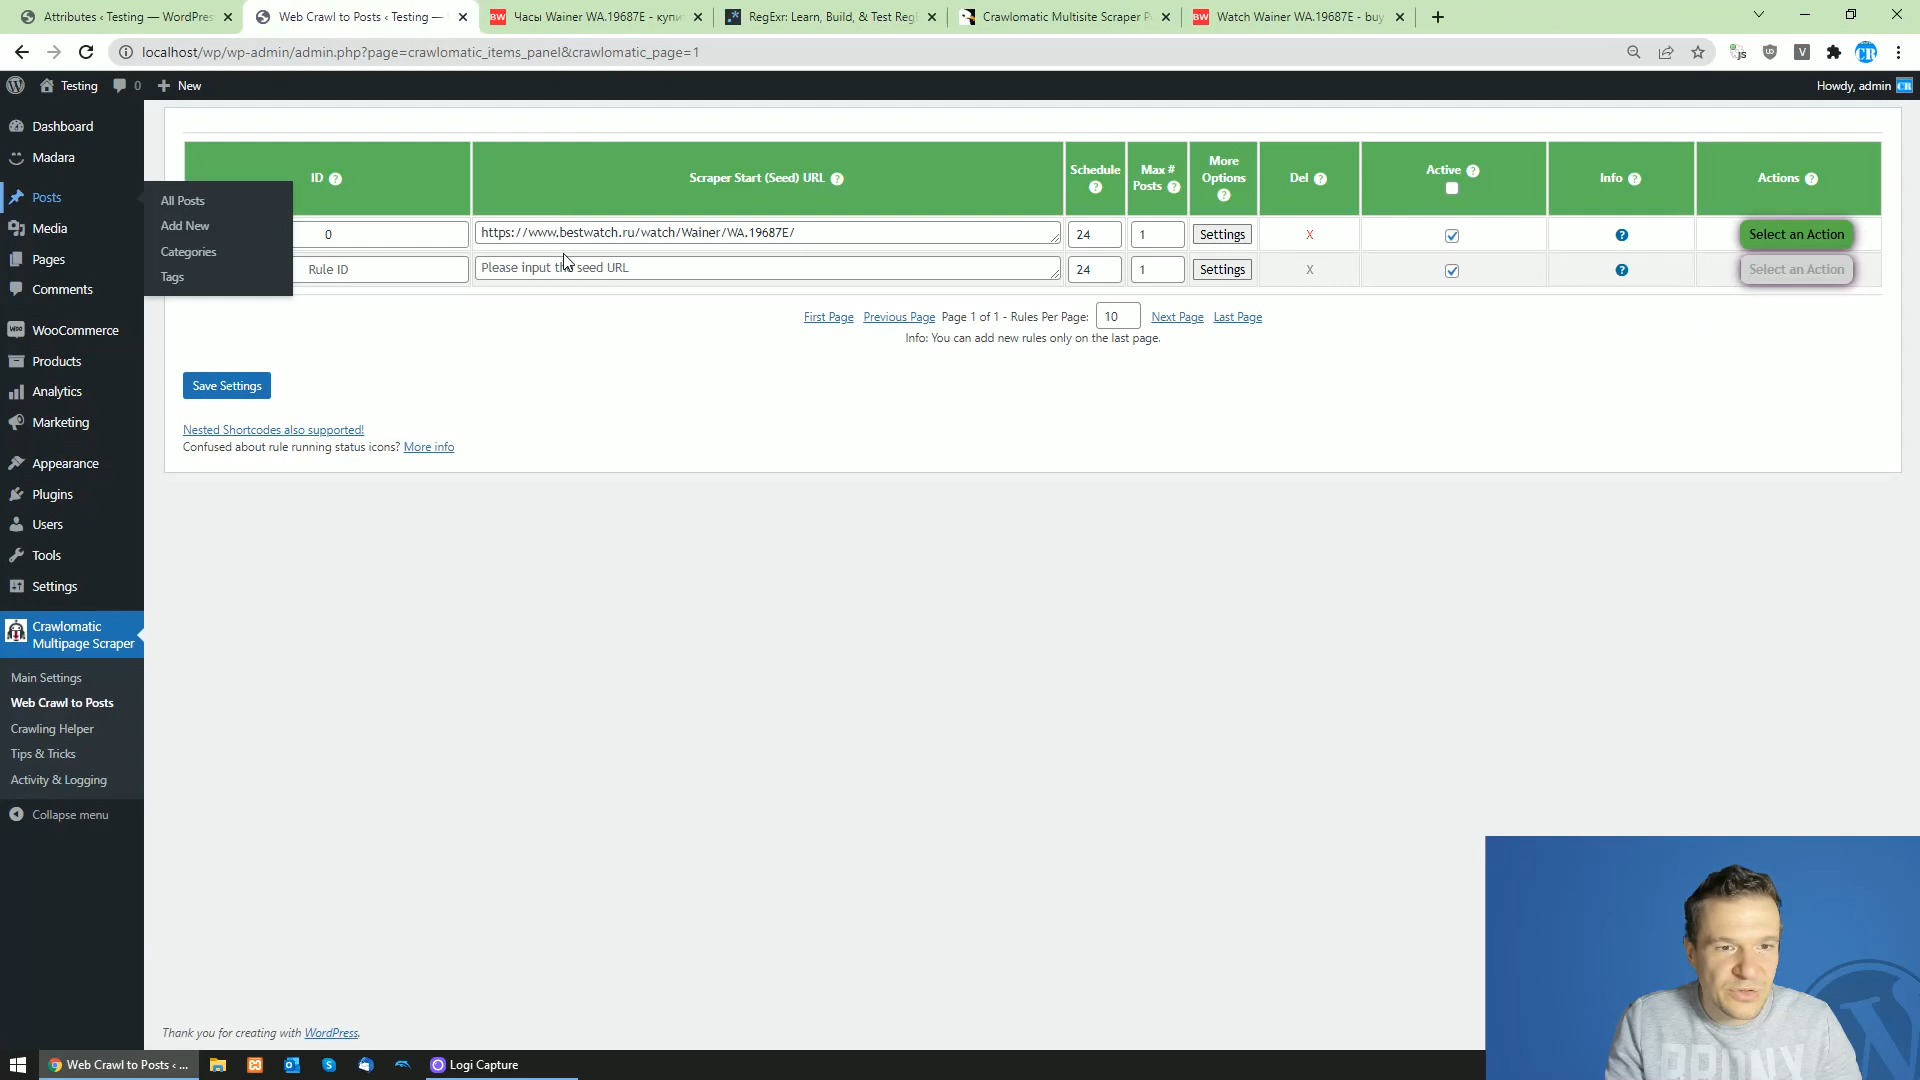 Attributes ‹ Testing — WordPres
Web Crawl to Posts ‹ Testing —
BW Часы Wainer WA.19687E - купи
RegExr: Learn, Build, & Test Reg
Crawlomatic Multisite Scraper P
BW Watch Wainer WA.19687E - buy
localhost/wp/wp-admin/admin.php?page=crawlomatic_items_panel&crawlomatic_page=1
Testing
0
New
Howdy, admin
Dashboard
Madara
Posts
Media
Pages
Comments
WooCommerce
Products
Analytics
Marketing
Appearance
Plugins
Users
Tools
Settings
Crawlomatic
Multipage Scraper
Main Settings
Web Crawl to Posts
Crawling Helper
Tips & Tricks
Activity & Logging
Collapse menu
All Posts
Add New
Categories
Tags
ID
Scraper Start (Seed) URL
Schedule
Max #
Posts
More
Options
Del
Active
Info
Actions
0
https://www.bestwatch.ru/watch/Wainer/WA.19687E/
24
1
Settings
X
Select an Action
Rule ID
Please input the seed URL
24
1
Settings
X
Select an Action
First Page Previous Page Page 1 of 1 - Rules Per Page: 10 Next Page Last Page
Info: You can add new rules only on the last page.
Save Settings
Nested Shortcodes also supported!
Confused about rule running status icons? More info
Thank you for creating with WordPress.
Web Crawl to Posts ‹ ...
Logi Capture
BRONX